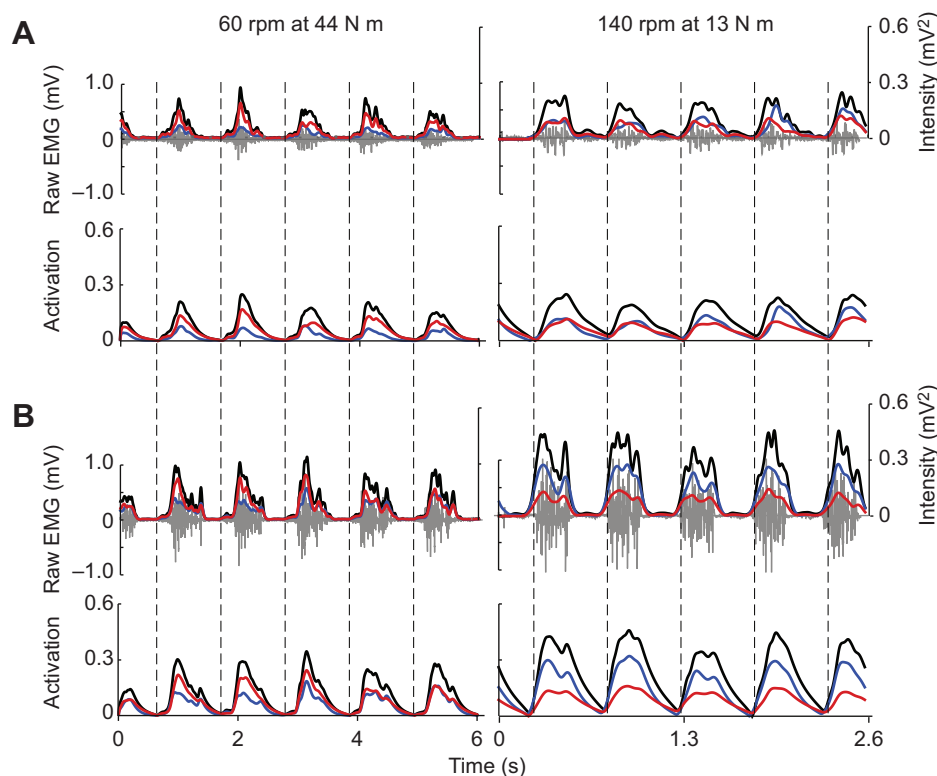 60 rpm at 44 N m
140 rpm at 13 N m
A
Raw EMG (mV)
1.0
0
–1.0
0.6
0.3
0
Intensity (mV²)
Activation
0.6
0.3
0
B
Raw EMG (mV)
1.0
0
–1.0
0.6
0.3
0
Intensity (mV²)
Activation
0.6
0.3
0
0
2
4
6
0
1.3
2.6
Time (s)